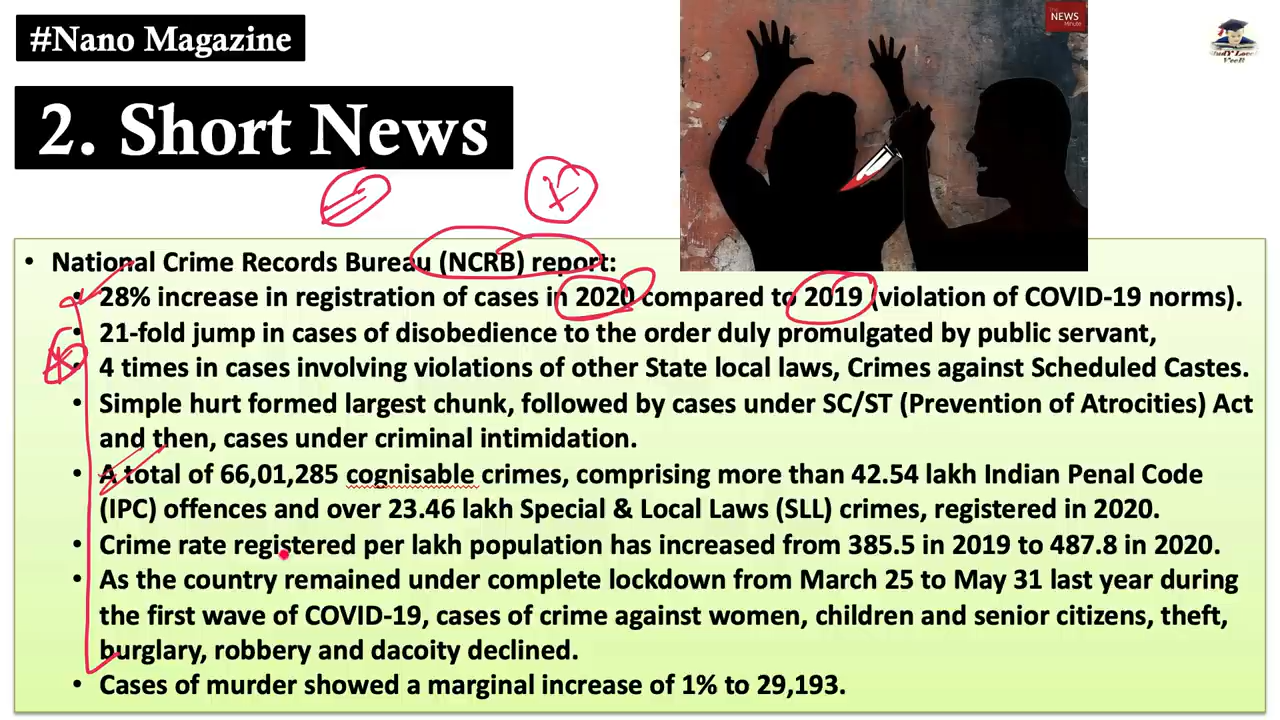 #Nano Magazine
2. Short News
the
NEWS
Minute
StudY Lover
VeeR
• National Crime Records Bureau (NCRB) report:
• 28% increase in registration of cases in 2020 compared to 2019 (violation of COVID-19 norms).
• 21-fold jump in cases of disobedience to the order duly promulgated by public servant,
• 4 times in cases involving violations of other State local laws, Crimes against Scheduled Castes.
• Simple hurt formed largest chunk, followed by cases under SC/ST (Prevention of Atrocities) Act
and then, cases under criminal intimidation.
• A total of 66,01,285 cognisable crimes, comprising more than 42.54 lakh Indian Penal Code
(IPC) offences and over 23.46 lakh Special & Local Laws (SLL) crimes, registered in 2020.
• Crime rate registered per lakh population has increased from 385.5 in 2019 to 487.8 in 2020.
• As the country remained under complete lockdown from March 25 to May 31 last year during
the first wave of COVID-19, cases of crime against women, children and senior citizens, theft,
burglary, robbery and dacoity declined.
• Cases of murder showed a marginal increase of 1% to 29,193.